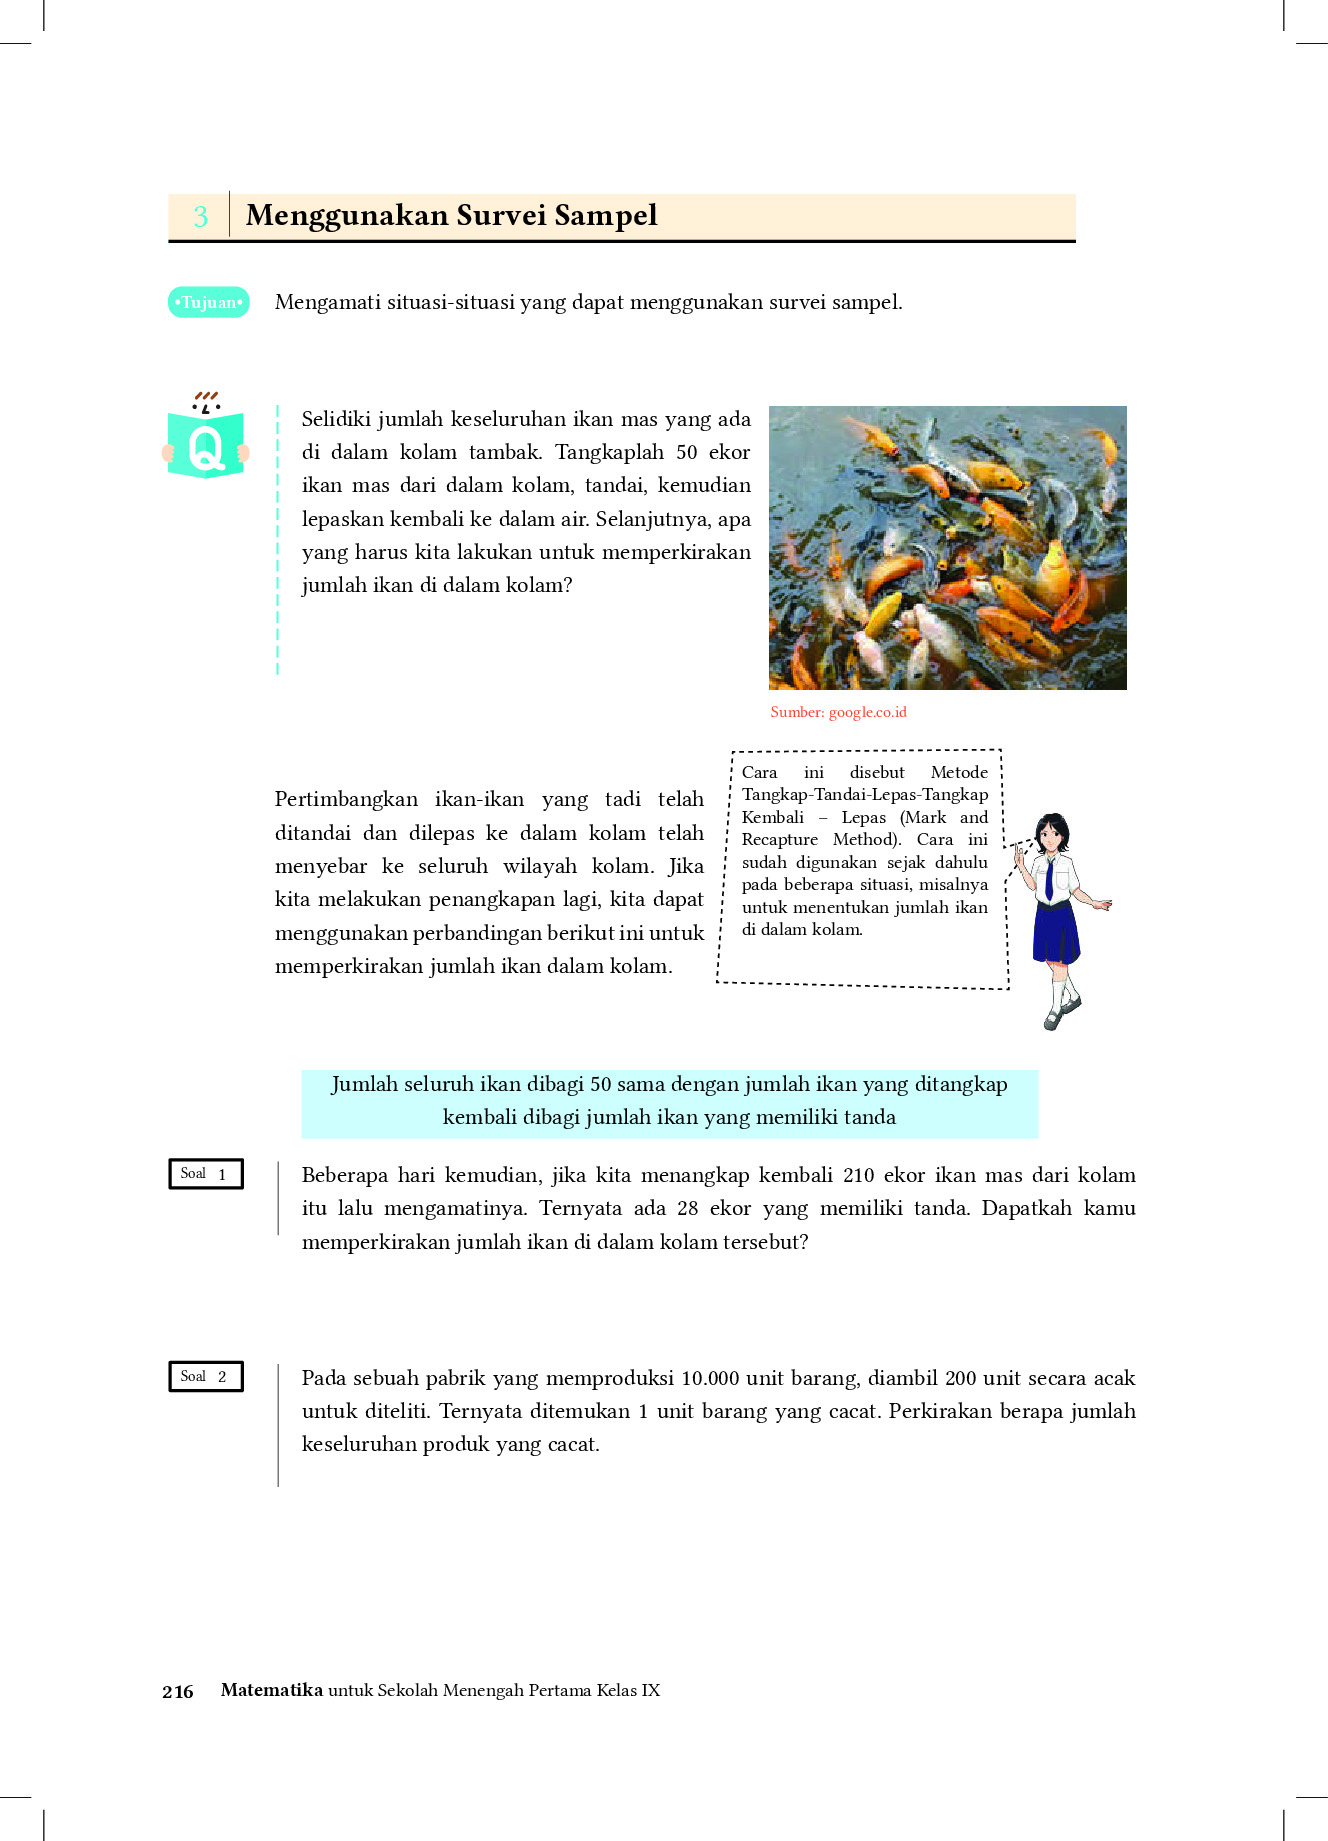 3 Menggunakan Survei Sampel
•Tujuan• Mengamati situasi-situasi yang dapat menggunakan survei sampel.
Q
Selidiki jumlah keseluruhan ikan mas yang ada
di dalam kolam tambak. Tangkaplah 50 ekor
ikan mas dari dalam kolam, tandai, kemudian
lepaskan kembali ke dalam air. Selanjutnya, apa
yang harus kita lakukan untuk memperkirakan
jumlah ikan di dalam kolam?
Sumber: google.co.id
Pertimbangkan ikan-ikan yang tadi telah
ditandai dan dilepas ke dalam kolam telah
menyebar ke seluruh wilayah kolam. Jika
kita melakukan penangkapan lagi, kita dapat
menggunakan perbandingan berikut ini untuk
memperkirakan jumlah ikan dalam kolam.
Cara ini disebut Metode
Tangkap-Tandai-Lepas-Tangkap
Kembali – Lepas (Mark and
Recapture Method). Cara ini
sudah digunakan sejak dahulu
pada beberapa situasi, misalnya
untuk menentukan jumlah ikan
di dalam kolam.
Jumlah seluruh ikan dibagi 50 sama dengan jumlah ikan yang ditangkap
kembali dibagi jumlah ikan yang memiliki tanda
Soal 1
Beberapa hari kemudian, jika kita menangkap kembali 210 ekor ikan mas dari kolam
itu lalu mengamatinya. Ternyata ada 28 ekor yang memiliki tanda. Dapatkah kamu
memperkirakan jumlah ikan di dalam kolam tersebut?
Soal 2
Pada sebuah pabrik yang memproduksi 10.000 unit barang, diambil 200 unit secara acak
untuk diteliti. Ternyata ditemukan 1 unit barang yang cacat. Perkirakan berapa jumlah
keseluruhan produk yang cacat.
216 Matematika untuk Sekolah Menengah Pertama Kelas IX